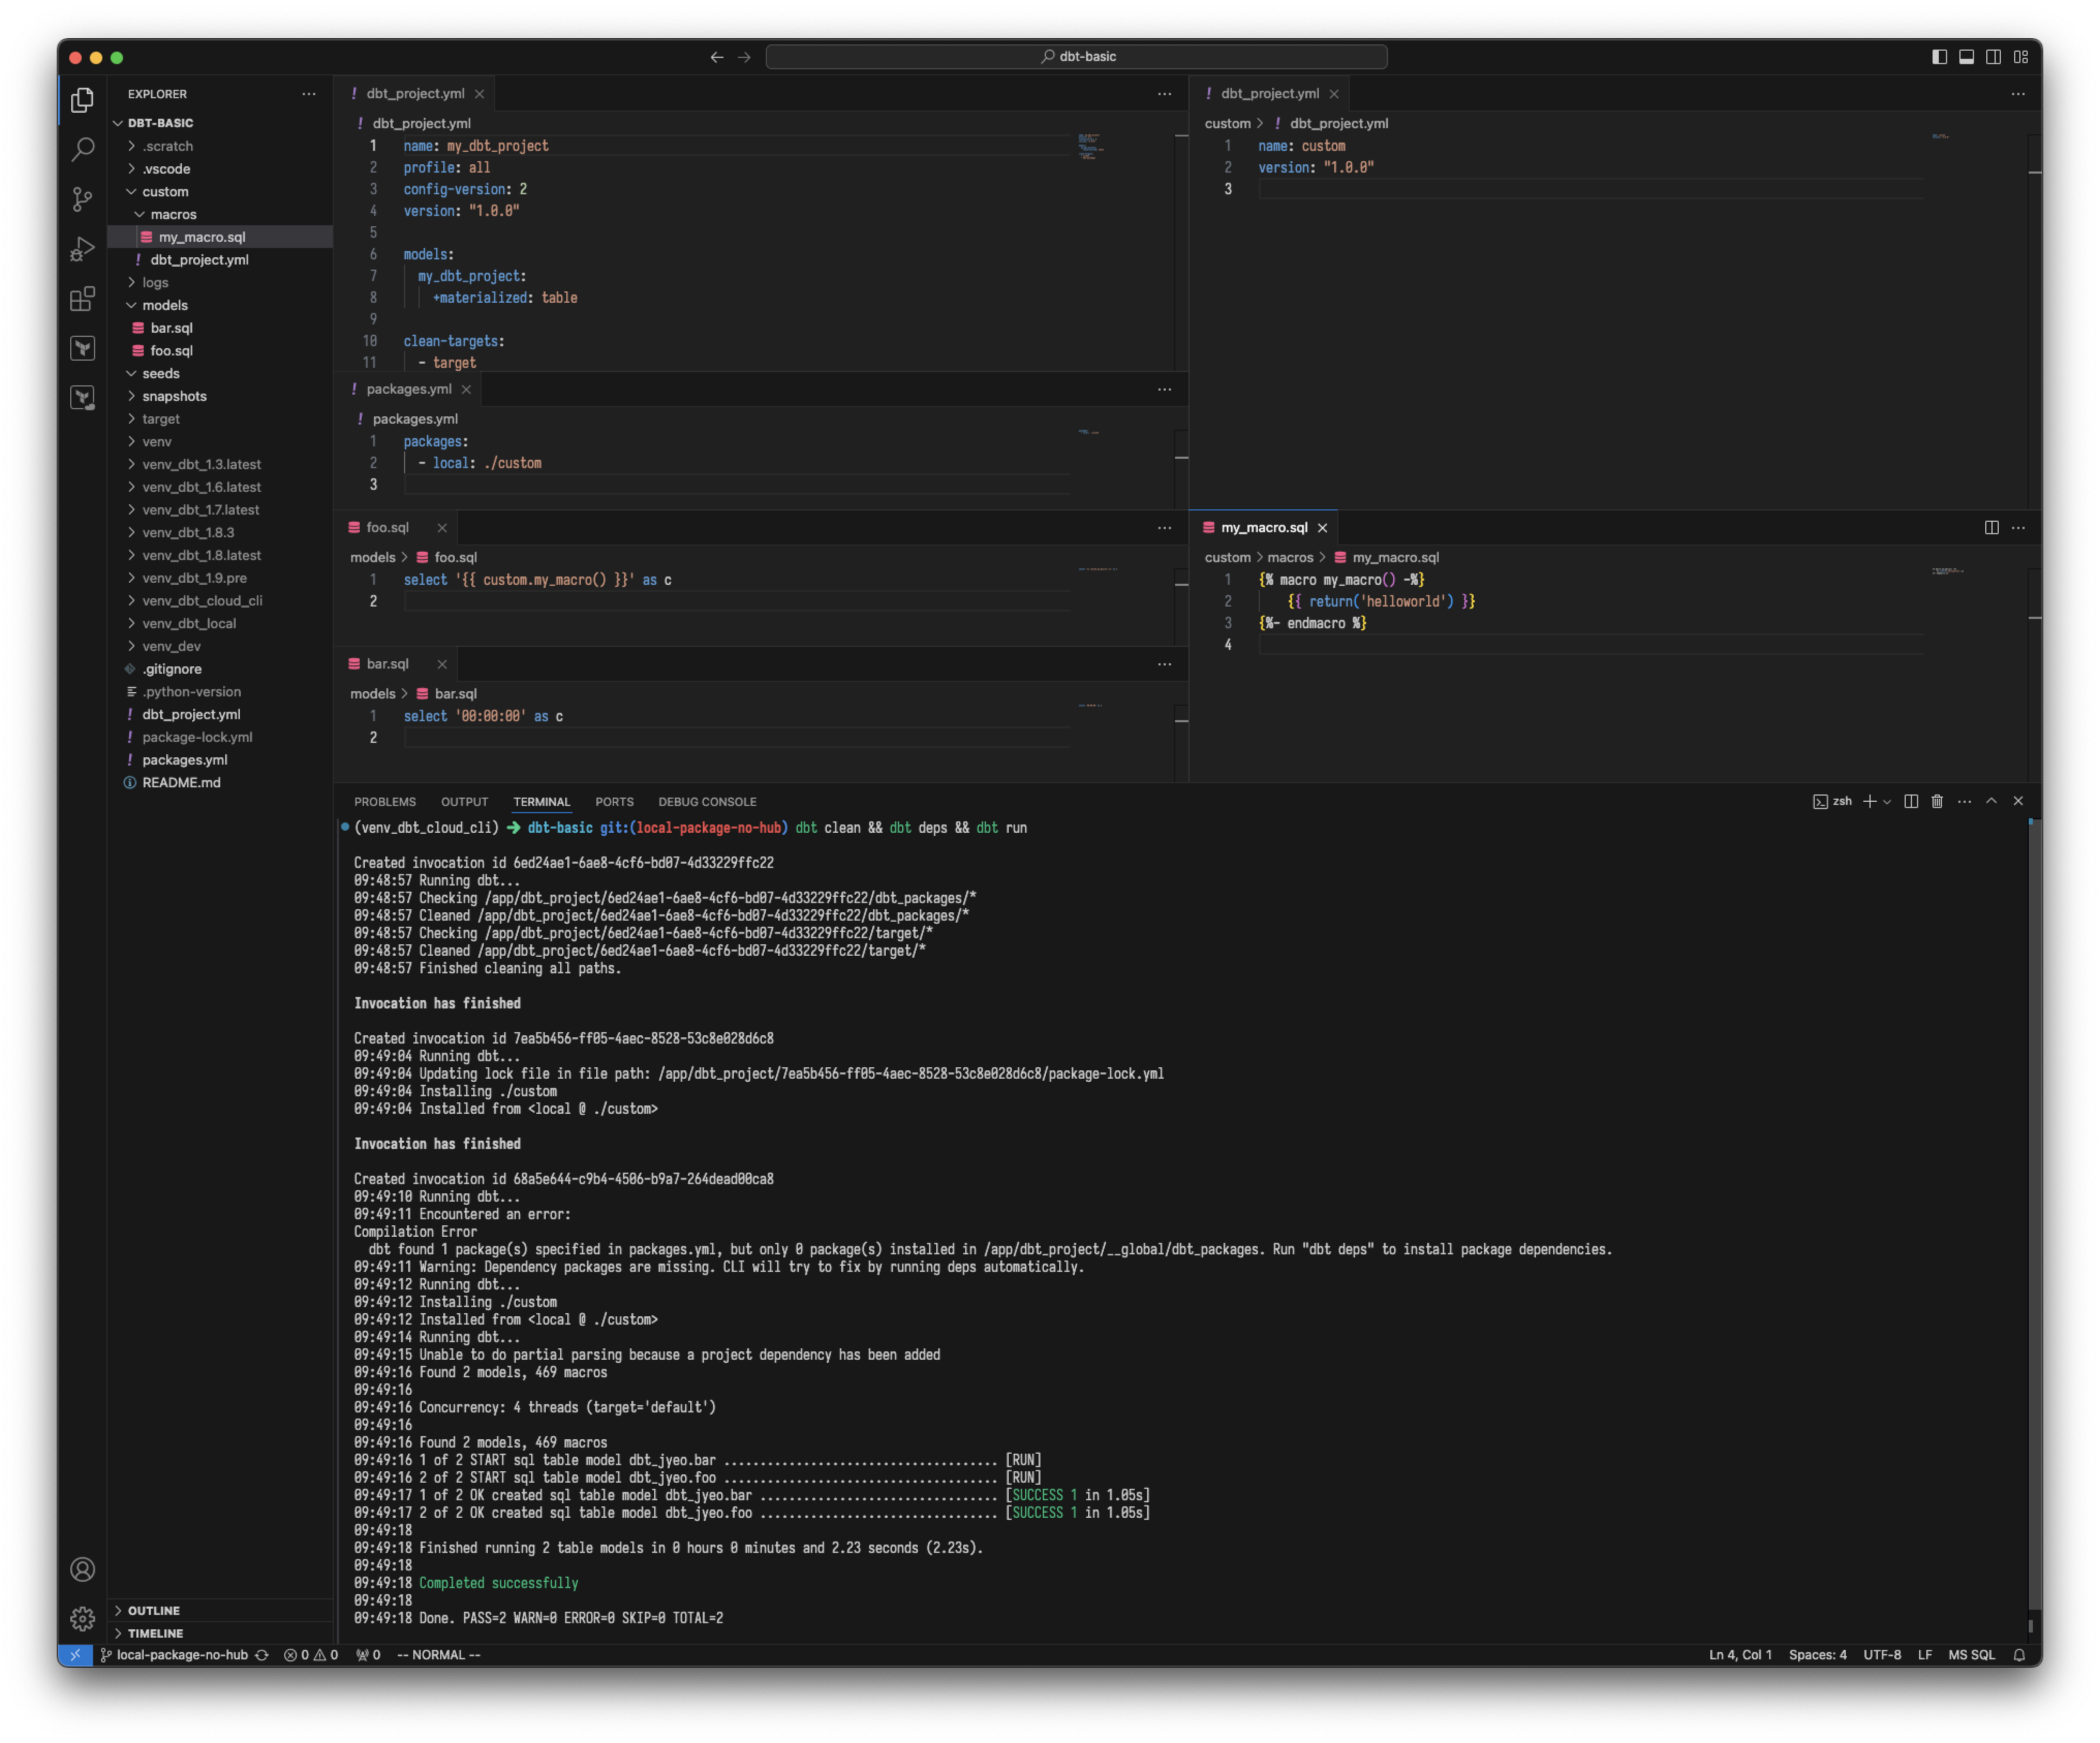 dbt-basic
EXPLORER
DBT-BASIC
.scratch
.vscode
custom
macros
my_macro.sql
dbt_project.yml
logs
models
bar.sql
foo.sql
seeds
snapshots
target
venv
venv_dbt_1.3.latest
venv_dbt_1.6.latest
venv_dbt_1.7.latest
venv_dbt_1.8.3
venv_dbt_1.8.latest
venv_dbt_1.9.pre
venv_dbt_cloud_cli
venv_dbt_local
venv_dev
.gitignore
.python-version
dbt_project.yml
package-lock.yml
packages.yml
README.md
OUTLINE
TIMELINE
dbt_project.yml
dbt_project.yml
1 name: my_dbt_project
2 profile: all
3 config-version: 2
4 version: "1.0.0"
5
6 models:
7 my_dbt_project:
8 +materialized: table
9
10 clean-targets:
11 - target
packages.yml
packages.yml
1 packages:
2 - local: ./custom
3
foo.sql
models > foo.sql
1 select '{{ custom.my_macro() }}' as c
2
bar.sql
models > bar.sql
1 select '00:00:00' as c
2
dbt_project.yml
custom > dbt_project.yml
1 name: custom
2 version: "1.0.0"
3
my_macro.sql
custom > macros > my_macro.sql
1 {% macro my_macro() -%}
2 {{ return('helloworld') }}
3 {%- endmacro %}
4
PROBLEMS OUTPUT TERMINAL PORTS DEBUG CONSOLE zsh
(venv_dbt_cloud_cli) ➜ dbt-basic git:(local-package-no-hub) dbt clean && dbt deps && dbt run
Created invocation id 6ed24ae1-6ae8-4cf6-bd07-4d33229ffc22
09:48:57 Running dbt...
09:48:57 Checking /app/dbt_project/6ed24ae1-6ae8-4cf6-bd07-4d33229ffc22/dbt_packages/*
09:48:57 Cleaned /app/dbt_project/6ed24ae1-6ae8-4cf6-bd07-4d33229ffc22/dbt_packages/*
09:48:57 Checking /app/dbt_project/6ed24ae1-6ae8-4cf6-bd07-4d33229ffc22/target/*
09:48:57 Cleaned /app/dbt_project/6ed24ae1-6ae8-4cf6-bd07-4d33229ffc22/target/*
09:48:57 Finished cleaning all paths.
Invocation has finished
Created invocation id 7ea5b456-ff05-4aec-8528-53c8e028d6c8
09:49:04 Running dbt...
09:49:04 Updating lock file in file path: /app/dbt_project/7ea5b456-ff05-4aec-8528-53c8e028d6c8/package-lock.yml
09:49:04 Installing ./custom
09:49:04 Installed from <local @ ./custom>
Invocation has finished
Created invocation id 68a5e644-c9b4-4506-b9a7-264dead00ca8
09:49:10 Running dbt...
09:49:11 Encountered an error:
Compilation Error
dbt found 1 package(s) specified in packages.yml, but only 0 package(s) installed in /app/dbt_project/__global/dbt_packages. Run "dbt deps" to install package dependencies.
09:49:11 Warning: Dependency packages are missing. CLI will try to fix by running deps automatically.
09:49:12 Running dbt...
09:49:12 Installing ./custom
09:49:12 Installed from <local @ ./custom>
09:49:14 Running dbt...
09:49:15 Unable to do partial parsing because a project dependency has been added
09:49:16 Found 2 models, 469 macros
09:49:16
09:49:16 Concurrency: 4 threads (target='default')
09:49:16
09:49:16 Found 2 models, 469 macros
09:49:16 1 of 2 START sql table model dbt_jyeo.bar ...................................... [RUN]
09:49:16 2 of 2 START sql table model dbt_jyeo.foo ...................................... [RUN]
09:49:17 1 of 2 OK created sql table model dbt_jyeo.bar ................................. [SUCCESS 1 in 1.05s]
09:49:17 2 of 2 OK created sql table model dbt_jyeo.foo ................................. [SUCCESS 1 in 1.05s]
09:49:18
09:49:18 Finished running 2 table models in 0 hours 0 minutes and 2.23 seconds (2.23s).
09:49:18
09:49:18 Completed successfully
09:49:18
09:49:18 Done. PASS=2 WARN=0 ERROR=0 SKIP=0 TOTAL=2
local-package-no-hub 0 0 0 -- NORMAL -- Ln 4, Col 1 Spaces: 4 UTF-8 LF MS SQL